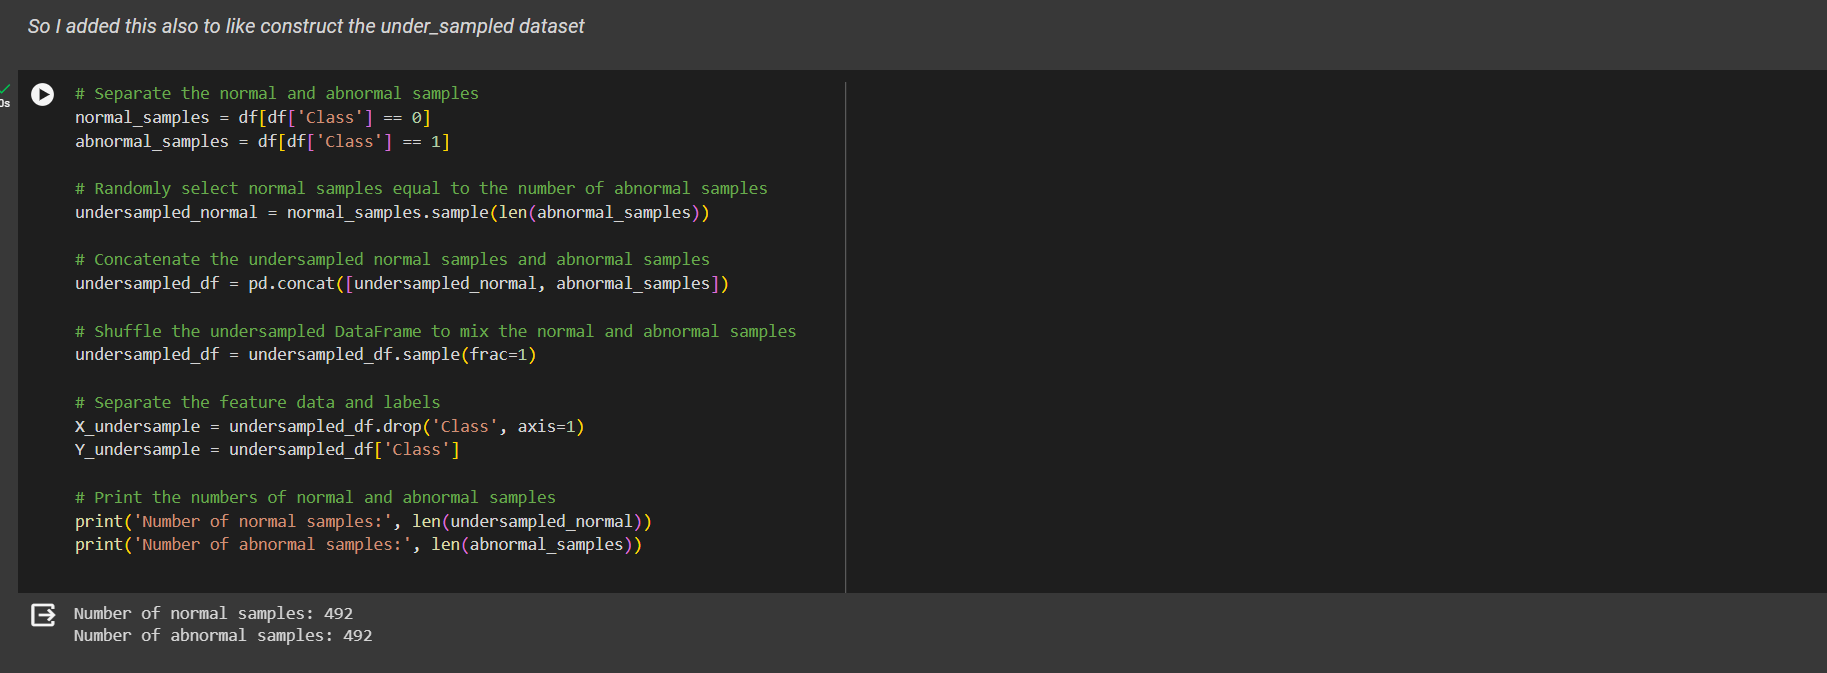 So I added this also to like construct the under_sampled dataset
0s
# Separate the normal and abnormal samples
normal_samples = df[df['Class'] == 0]
abnormal_samples = df[df['Class'] == 1]
# Randomly select normal samples equal to the number of abnormal samples
undersampled_normal = normal_samples.sample(len(abnormal_samples))
# Concatenate the undersampled normal samples and abnormal samples
undersampled_df = pd.concat([undersampled_normal, abnormal_samples])
# Shuffle the undersampled DataFrame to mix the normal and abnormal samples
undersampled_df = undersampled_df.sample(frac=1)
# Separate the feature data and labels
X_undersample = undersampled_df.drop('Class', axis=1)
Y_undersample = undersampled_df['Class']
# Print the numbers of normal and abnormal samples
print('Number of normal samples:', len(undersampled_normal))
print('Number of abnormal samples:', len(abnormal_samples))
Number of normal samples: 492
Number of abnormal samples: 492